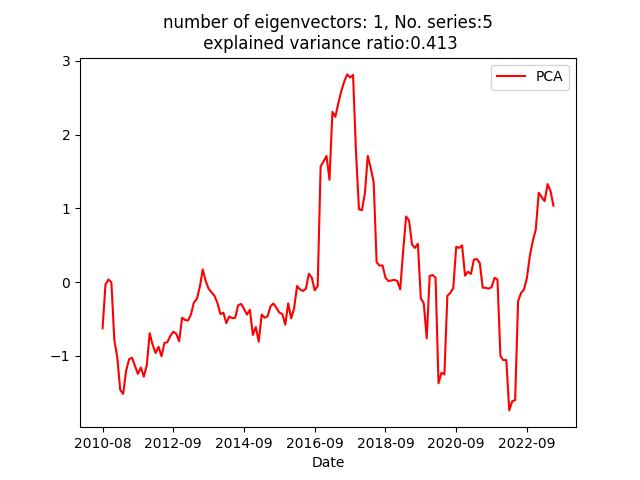 number of eigenvectors: 1, No. series:5
explained variance ratio:0.413
PCA
3
2
1
0
−1
2010-08 2012-09 2014-09 2016-09 2018-09 2020-09 2022-09
Date